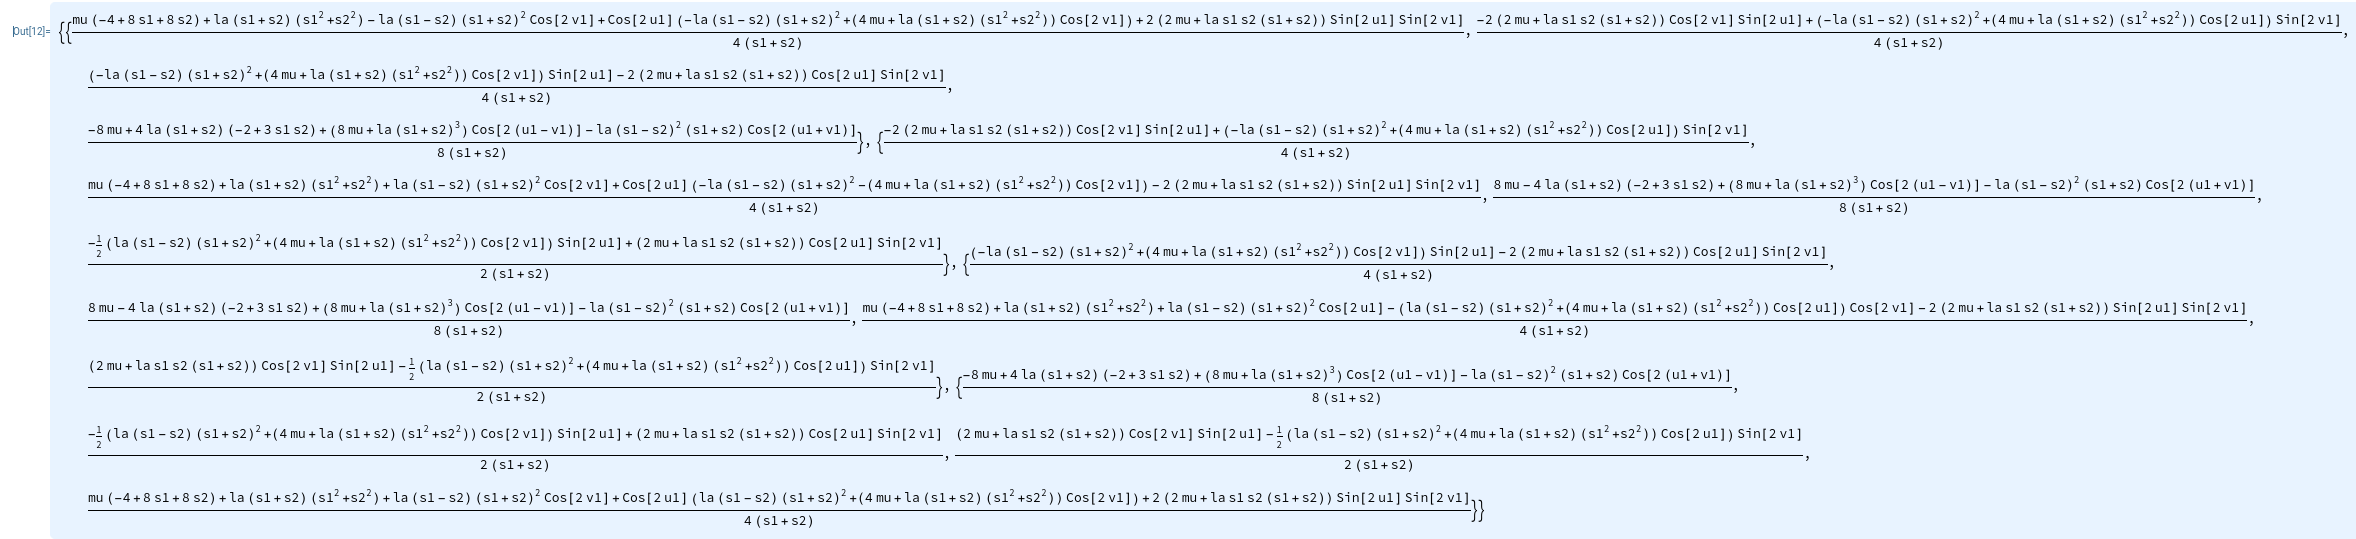 Out[12]= {{(mu (-4+8 s1+8 s2)+la (s1+s2) (s1^2+s2^2)-la (s1-s2) (s1+s2)^2 Cos[2 v1]+Cos[2 u1] (-la (s1-s2) (s1+s2)^2+(4 mu+la (s1+s2) (s1^2+s2^2)) Cos[2 v1])+2 (2 mu+la s1 s2 (s1+s2)) Sin[2 u1] Sin[2 v1])/(4 (s1+s2)), (-2 (2 mu+la s1 s2 (s1+s2)) Cos[2 v1] Sin[2 u1]+(-la (s1-s2) (s1+s2)^2+(4 mu+la (s1+s2) (s1^2+s2^2)) Cos[2 u1]) Sin[2 v1])/(4 (s1+s2)),
((-la (s1-s2) (s1+s2)^2+(4 mu+la (s1+s2) (s1^2+s2^2)) Cos[2 v1]) Sin[2 u1]-2 (2 mu+la s1 s2 (s1+s2)) Cos[2 u1] Sin[2 v1])/(4 (s1+s2)),
(-8 mu+4 la (s1+s2) (-2+3 s1 s2)+(8 mu+la (s1+s2)^3) Cos[2 (u1-v1)]-la (s1-s2)^2 (s1+s2) Cos[2 (u1+v1)])/(8 (s1+s2))}, {(-2 (2 mu+la s1 s2 (s1+s2)) Cos[2 v1] Sin[2 u1]+(-la (s1-s2) (s1+s2)^2+(4 mu+la (s1+s2) (s1^2+s2^2)) Cos[2 u1]) Sin[2 v1])/(4 (s1+s2)),
(mu (-4+8 s1+8 s2)+la (s1+s2) (s1^2+s2^2)+la (s1-s2) (s1+s2)^2 Cos[2 v1]+Cos[2 u1] (-la (s1-s2) (s1+s2)^2-(4 mu+la (s1+s2) (s1^2+s2^2)) Cos[2 v1])-2 (2 mu+la s1 s2 (s1+s2)) Sin[2 u1] Sin[2 v1])/(4 (s1+s2)), (8 mu-4 la (s1+s2) (-2+3 s1 s2)+(8 mu+la (s1+s2)^3) Cos[2 (u1-v1)]-la (s1-s2)^2 (s1+s2) Cos[2 (u1+v1)])/(8 (s1+s2)),
(-1/2 (la (s1-s2) (s1+s2)^2+(4 mu+la (s1+s2) (s1^2+s2^2)) Cos[2 v1]) Sin[2 u1]+(2 mu+la s1 s2 (s1+s2)) Cos[2 u1] Sin[2 v1])/(2 (s1+s2))}, {((-la (s1-s2) (s1+s2)^2+(4 mu+la (s1+s2) (s1^2+s2^2)) Cos[2 v1]) Sin[2 u1]-2 (2 mu+la s1 s2 (s1+s2)) Cos[2 u1] Sin[2 v1])/(4 (s1+s2)),
(8 mu-4 la (s1+s2) (-2+3 s1 s2)+(8 mu+la (s1+s2)^3) Cos[2 (u1-v1)]-la (s1-s2)^2 (s1+s2) Cos[2 (u1+v1)])/(8 (s1+s2)), (mu (-4+8 s1+8 s2)+la (s1+s2) (s1^2+s2^2)+la (s1-s2) (s1+s2)^2 Cos[2 u1]-(la (s1-s2) (s1+s2)^2+(4 mu+la (s1+s2) (s1^2+s2^2)) Cos[2 u1]) Cos[2 v1]-2 (2 mu+la s1 s2 (s1+s2)) Sin[2 u1] Sin[2 v1])/(4 (s1+s2)),
((2 mu+la s1 s2 (s1+s2)) Cos[2 v1] Sin[2 u1]-1/2 (la (s1-s2) (s1+s2)^2+(4 mu+la (s1+s2) (s1^2+s2^2)) Cos[2 u1]) Sin[2 v1])/(2 (s1+s2))}, {(-8 mu+4 la (s1+s2) (-2+3 s1 s2)+(8 mu+la (s1+s2)^3) Cos[2 (u1-v1)]-la (s1-s2)^2 (s1+s2) Cos[2 (u1+v1)])/(8 (s1+s2)),
(-1/2 (la (s1-s2) (s1+s2)^2+(4 mu+la (s1+s2) (s1^2+s2^2)) Cos[2 v1]) Sin[2 u1]+(2 mu+la s1 s2 (s1+s2)) Cos[2 u1] Sin[2 v1])/(2 (s1+s2)), ((2 mu+la s1 s2 (s1+s2)) Cos[2 v1] Sin[2 u1]-1/2 (la (s1-s2) (s1+s2)^2+(4 mu+la (s1+s2) (s1^2+s2^2)) Cos[2 u1]) Sin[2 v1])/(2 (s1+s2)),
(mu (-4+8 s1+8 s2)+la (s1+s2) (s1^2+s2^2)+la (s1-s2) (s1+s2)^2 Cos[2 v1]+Cos[2 u1] (la (s1-s2) (s1+s2)^2+(4 mu+la (s1+s2) (s1^2+s2^2)) Cos[2 v1])+2 (2 mu+la s1 s2 (s1+s2)) Sin[2 u1] Sin[2 v1])/(4 (s1+s2))}}